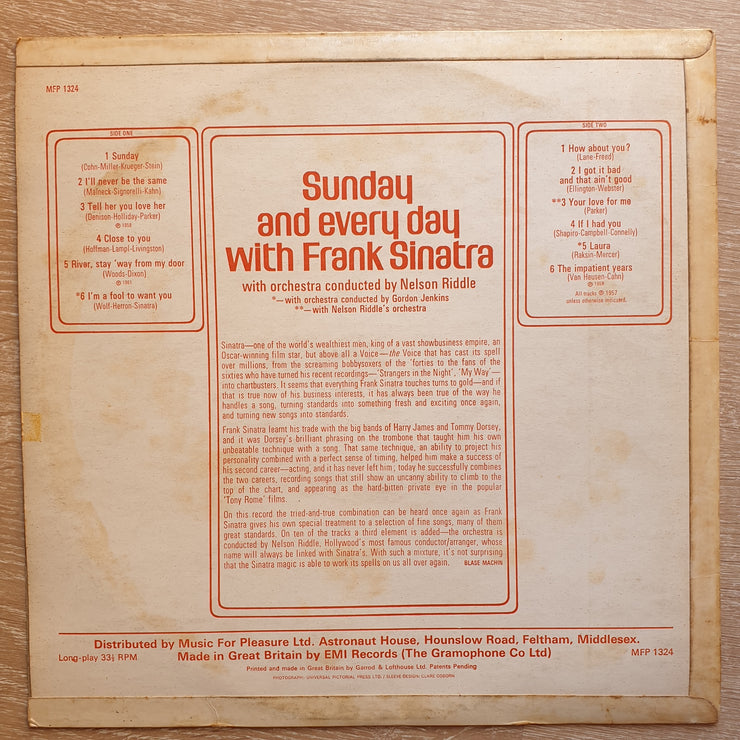 MFP 1324
SIDE ONE
1 Sunday
(Cohn-Miller-Krueger-Stein)
2 I'll never be the same
(Malneck-Signorelli-Kahn)
3 Tell her you love her
(Denison-Holliday-Parker)
℗ 1958
4 Close to you
(Hoffman-Lampl-Livingston)
5 River, stay 'way from my door
(Woods-Dixon)
℗ 1961
*6 I'm a fool to want you
(Wolf-Herron-Sinatra)
Sunday
and every day
with Frank Sinatra
with orchestra conducted by Nelson Riddle
*—with orchestra conducted by Gordon Jenkins
**—with Nelson Riddle's orchestra
SIDE TWO
1 How about you?
(Lane-Freed)
2 I got it bad
and that ain't good
(Ellington-Webster)
**3 Your love for me
(Parker)
4 If I had you
(Shapiro-Campbell-Connelly)
*5 Laura
(Raksin-Mercer)
6 The impatient years
(Van Heusen-Cahn)
℗ 1958
All tracks ℗ 1957
unless otherwise indicated.
Sinatra—one of the world's wealthiest men, king of a vast showbusiness empire, an
Oscar-winning film star, but above all a Voice—the Voice that has cast its spell
over millions, from the screaming bobbysoxers of the 'forties to the fans of the
sixties who have turned his recent recordings—'Strangers in the Night', 'My Way'—
into chartbusters. It seems that everything Frank Sinatra touches turns to gold—and if
that is true now of his business interests, it has always been true of the way he
handles a song, turning standards into something fresh and exciting once again,
and turning new songs into standards.
Frank Sinatra learnt his trade with the big bands of Harry James and Tommy Dorsey,
and it was Dorsey's brilliant phrasing on the trombone that taught him his own
unbeatable technique with a song. That same technique, an ability to project his
personality combined with a perfect sense of timing, helped him make a success of
his second career—acting, and it has never left him; today he successfully combines
the two careers, recording songs that still show an uncanny ability to climb to the
top of the chart, and appearing as the hard-bitten private eye in the popular
'Tony Rome' films.
On this record the tried-and-true combination can be heard once again as Frank
Sinatra gives his own special treatment to a selection of fine songs, many of them
great standards. On ten of the tracks a third element is added—the orchestra is
conducted by Nelson Riddle, Hollywood's most famous conductor/arranger, whose
name will always be linked with Sinatra's. With such a mixture, it's not surprising
that the Sinatra magic is able to work its spells on us all over again. BLASE MACHIN
Distributed by Music For Pleasure Ltd. Astronaut House, Hounslow Road, Feltham, Middlesex.
Long-play 33⅓ RPM Made in Great Britain by EMI Records (The Gramophone Co Ltd) MFP 1324
Printed and made in Great Britain by Garrod & Lofthouse Ltd. Patents Pending
PHOTOGRAPH: UNIVERSAL PICTORIAL PRESS LTD. / SLEEVE DESIGN: CLARE OSBORN